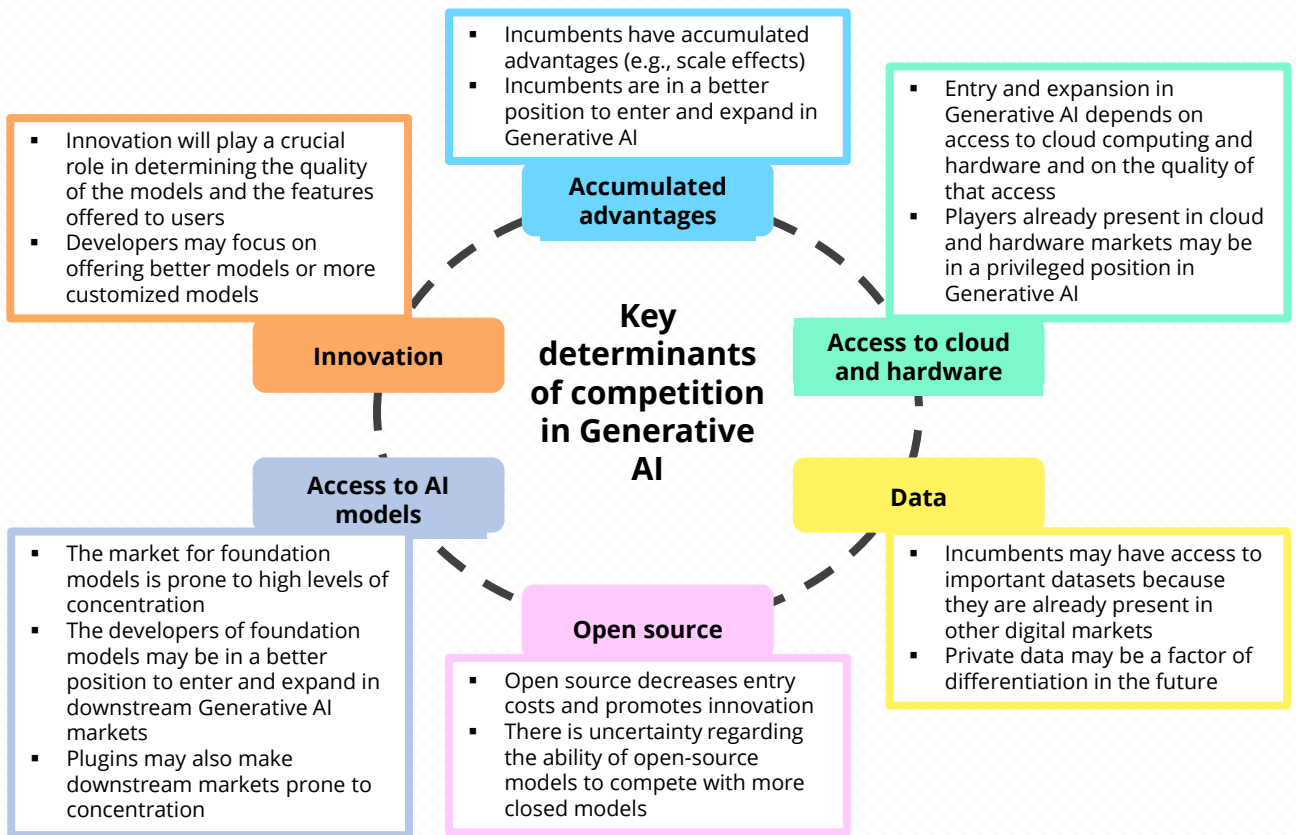 ▪ Incumbents have accumulated
advantages (e.g., scale effects)
▪ Incumbents are in a better
position to enter and expand in
Generative AI
Accumulated
advantages
▪ Entry and expansion in
Generative AI depends on
access to cloud computing and
hardware and on the quality of
that access
▪ Players already present in cloud
and hardware markets may be
in a privileged position in
Generative AI
Access to cloud
and hardware
▪ Innovation will play a crucial
role in determining the quality
of the models and the features
offered to users
▪ Developers may focus on
offering better models or more
customized models
Innovation
Key
determinants
of competition
in Generative
AI
Access to AI
models
▪ The market for foundation
models is prone to high levels of
concentration
▪ The developers of foundation
models may be in a better
position to enter and expand in
downstream Generative AI
markets
▪ Plugins may also make
downstream markets prone to
concentration
Data
▪ Incumbents may have access to
important datasets because
they are already present in
other digital markets
▪ Private data may be a factor of
differentiation in the future
Open source
▪ Open source decreases entry
costs and promotes innovation
▪ There is uncertainty regarding
the ability of open-source
models to compete with more
closed models